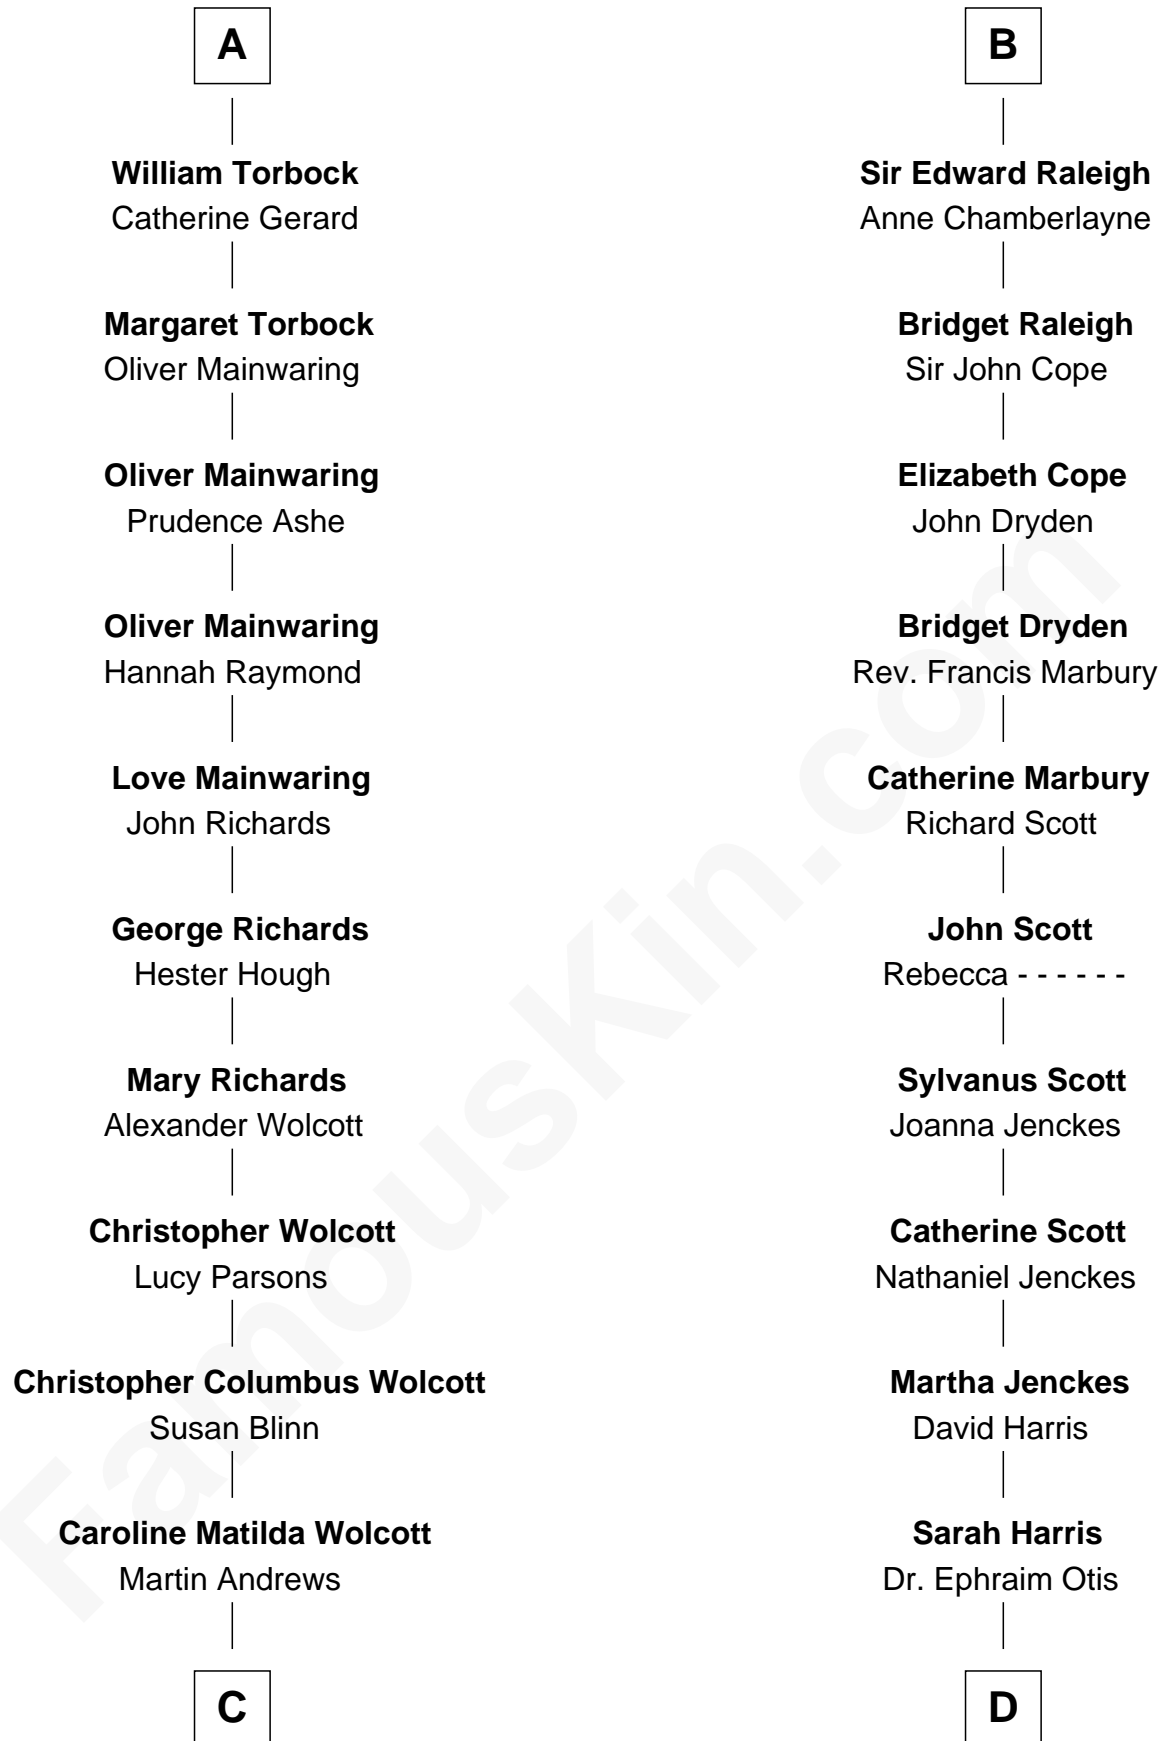 A
William Torbock
Catherine Gerard
Margaret Torbock
Oliver Mainwaring
Oliver Mainwaring
Prudence Ashe
Oliver Mainwaring
Hannah Raymond
Love Mainwaring
John Richards
George Richards
Hester Hough
Mary Richards
Alexander Wolcott
Christopher Wolcott
Lucy Parsons
Christopher Columbus Wolcott
Susan Blinn
Caroline Matilda Wolcott
Martin Andrews
C
B
Sir Edward Raleigh
Anne Chamberlayne
Bridget Raleigh
Sir John Cope
Elizabeth Cope
John Dryden
Bridget Dryden
Rev. Francis Marbury
Catherine Marbury
Richard Scott
John Scott
Rebecca - - - - - -
Sylvanus Scott
Joanna Jenckes
Catherine Scott
Nathaniel Jenckes
Martha Jenckes
David Harris
Sarah Harris
Dr. Ephraim Otis
D
FamousKin.com